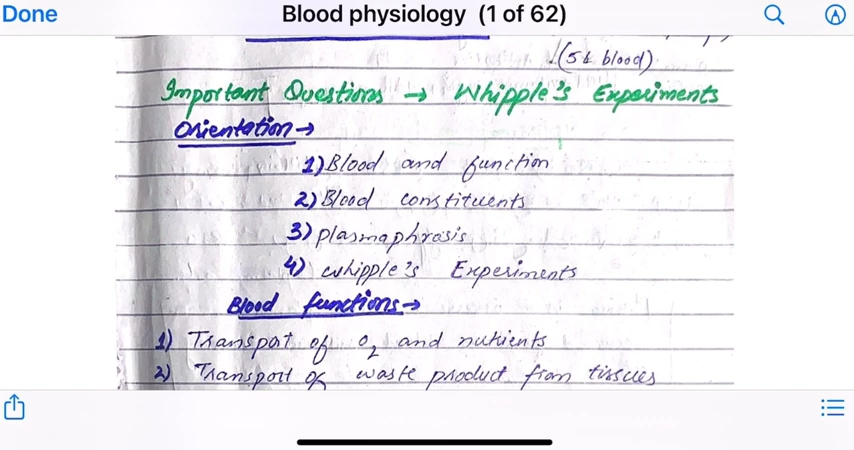 Done
Blood physiology (1 of 62)
(5L blood)
Important Questions → Whipple's Experiments
Orientation →
1) Blood and function
2) Blood constituents
3) plasmaphrosis
4) whipple's Experiments
Blood functions →
1) Transport of O₂ and nutrients
2) Transport of waste product from tissues